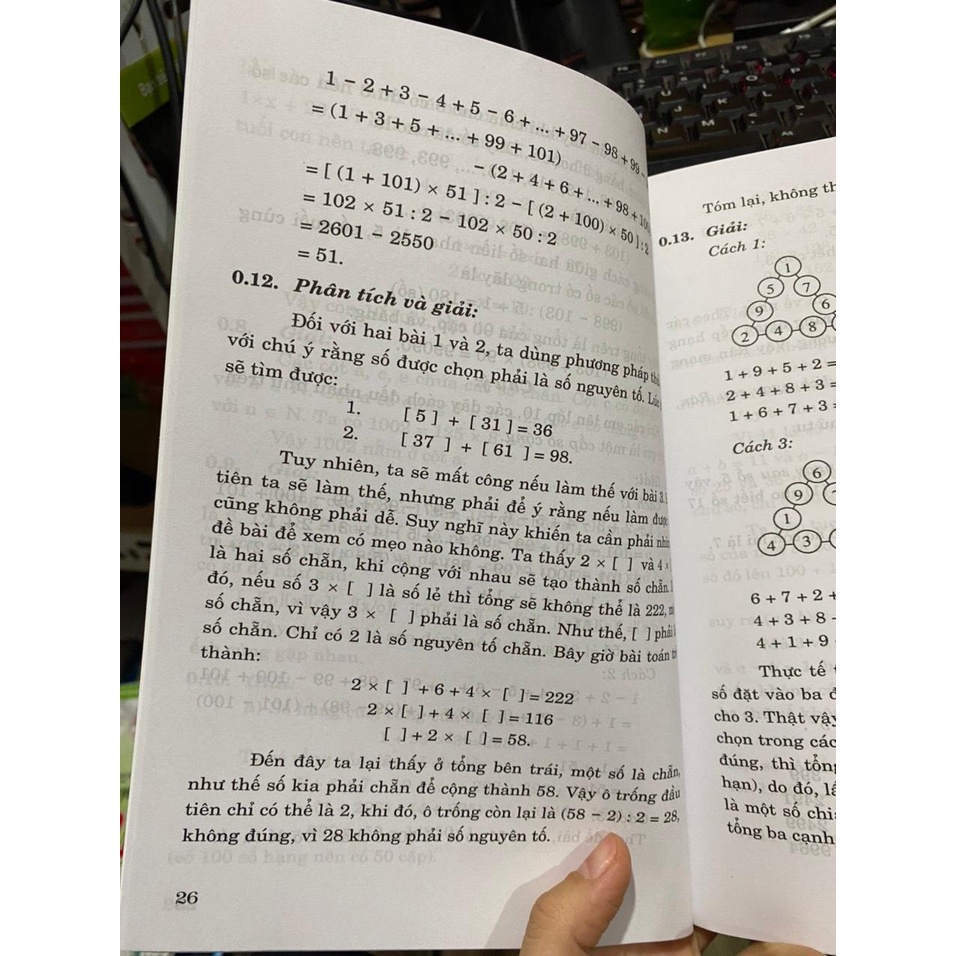 1 − 2 + 3 − 4 + 5 − 6 + ... + 97 − 98 + 99
= (1 + 3 + 5 + ... + 99 + 101)
− (2 + 4 + 6 + ... + 98 + 100
= [ (1 + 101) × 51 ] : 2 − [ (2 + 100) × 50 ] : 2
= 102 × 51 : 2 − 102 × 50 : 2
= 2601 − 2550
= 51.
0.12. Phân tích và giải:
Đối với hai bài 1 và 2, ta dùng phương pháp
với chú ý rằng số được chọn phải là số nguyên tố.
sẽ tìm được:
1. [ 5 ] + [ 31 ] = 36
2. [ 37 ] + [ 61 ] = 98.
Tuy nhiên, ta sẽ mất công nếu làm thế với bài 3.
tiên ta sẽ làm thế, nhưng phải để ý rằng nếu làm được
cũng không phải dễ. Suy nghĩ này khiến ta cần phải
đề bài để xem có mẹo nào không. Ta thấy 2 × [ ] và 4
là hai số chẵn, khi cộng với nhau sẽ tạo thành số chẵn.
đó, nếu số 3 × [ ] là số lẻ thì tổng sẽ không thể là 222,
số chẵn, vì vậy 3 × [ ] phải là số chẵn. Như thế, [ ] phải
số chẵn. Chỉ có 2 là số nguyên tố chẵn. Bây giờ bài toán
thành:
2 × [ ] + 6 + 4 × [ ] = 222
2 × [ ] + 4 × [ ] = 116
[ ] + 2 × [ ] = 58.
Đến đây ta lại thấy ở tổng bên trái, một số là chẵn,
như thế số kia phải chẵn để cộng thành 58. Vậy ô trống đầu
tiên chỉ có thể là 2, khi đó, ô trống còn lại là (58 − 2) : 2 = 28,
không đúng, vì 28 không phải số nguyên tố.
26
Tóm lại, không
0.13. Giải:
Cách 1:
1
5 7
9 6
2 4 8
1 + 9 + 5 + 2 =
2 + 4 + 8 + 3 =
1 + 6 + 7 + 3 =
Cách 3:
6
9
1
4 3
6 + 7 + 2 +
4 + 3 + 8
4 + 1 + 9
Thực tế
số đặt vào ba
cho 3. Thật vậy
chọn trong các
đúng, thì tổng
hạn), do đó,
là một số
tổng ba cạnh